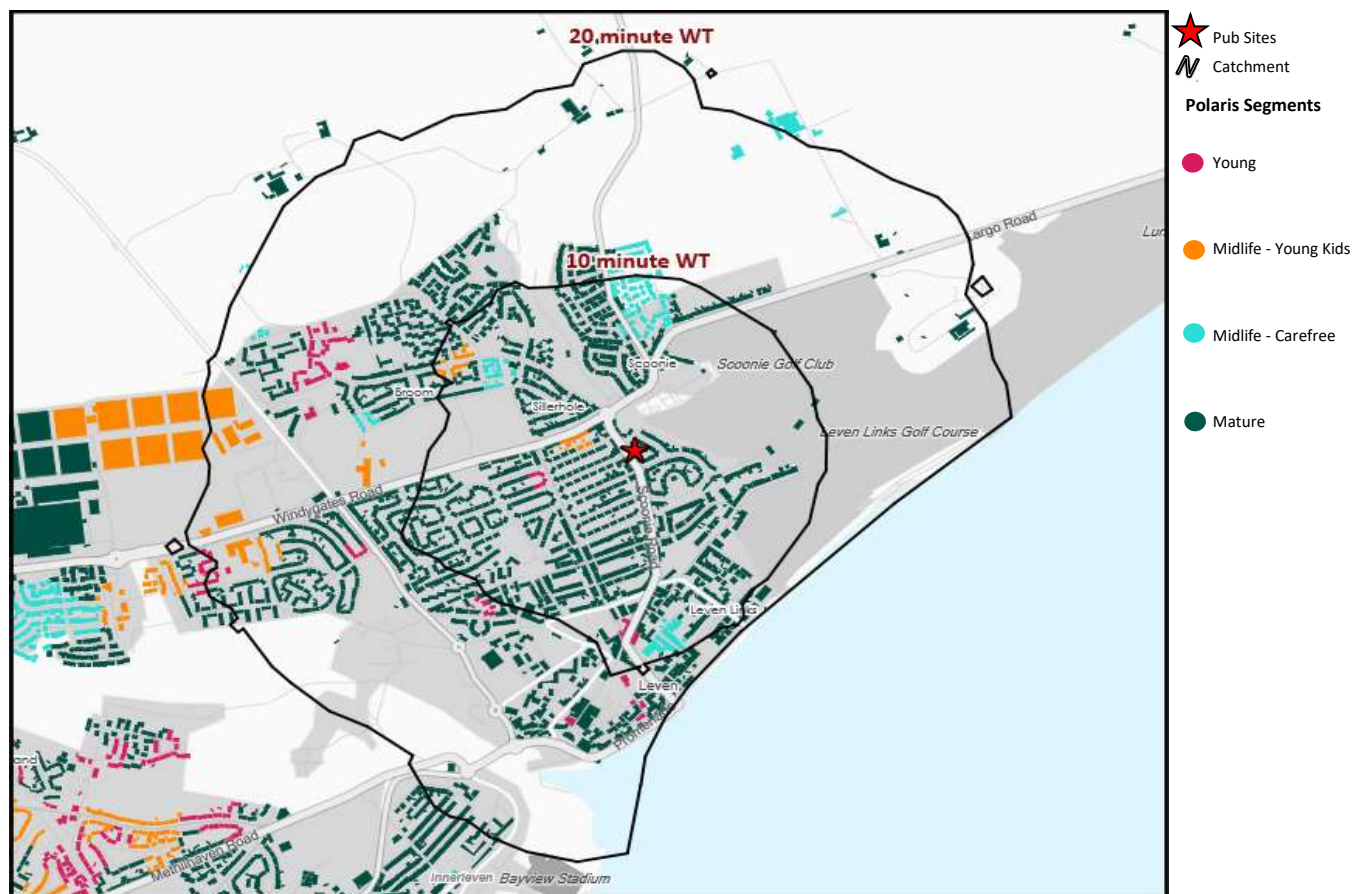 20 minute WT
10 minute WT
Largo Road
Scoonie
Scoonie Golf Club
Broom
Sillerhole
Leven Links Golf Course
Windygates Road
Scoonie Road
Leven Links
Leven
Promenade
and
Methilhaven Road
Innerleven
Bayview Stadium
Pub Sites
Catchment
Polaris Segments
Young
Midlife - Young Kids
Midlife - Carefree
Mature